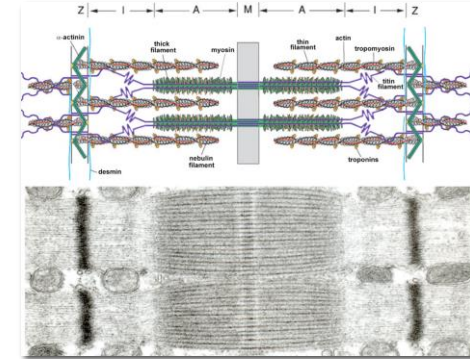 Z I A M A I Z
α-actinin
thick filament
myosin
thin filament
actin
tropomyosin
titin filament
nebulin filament
troponins
desmin